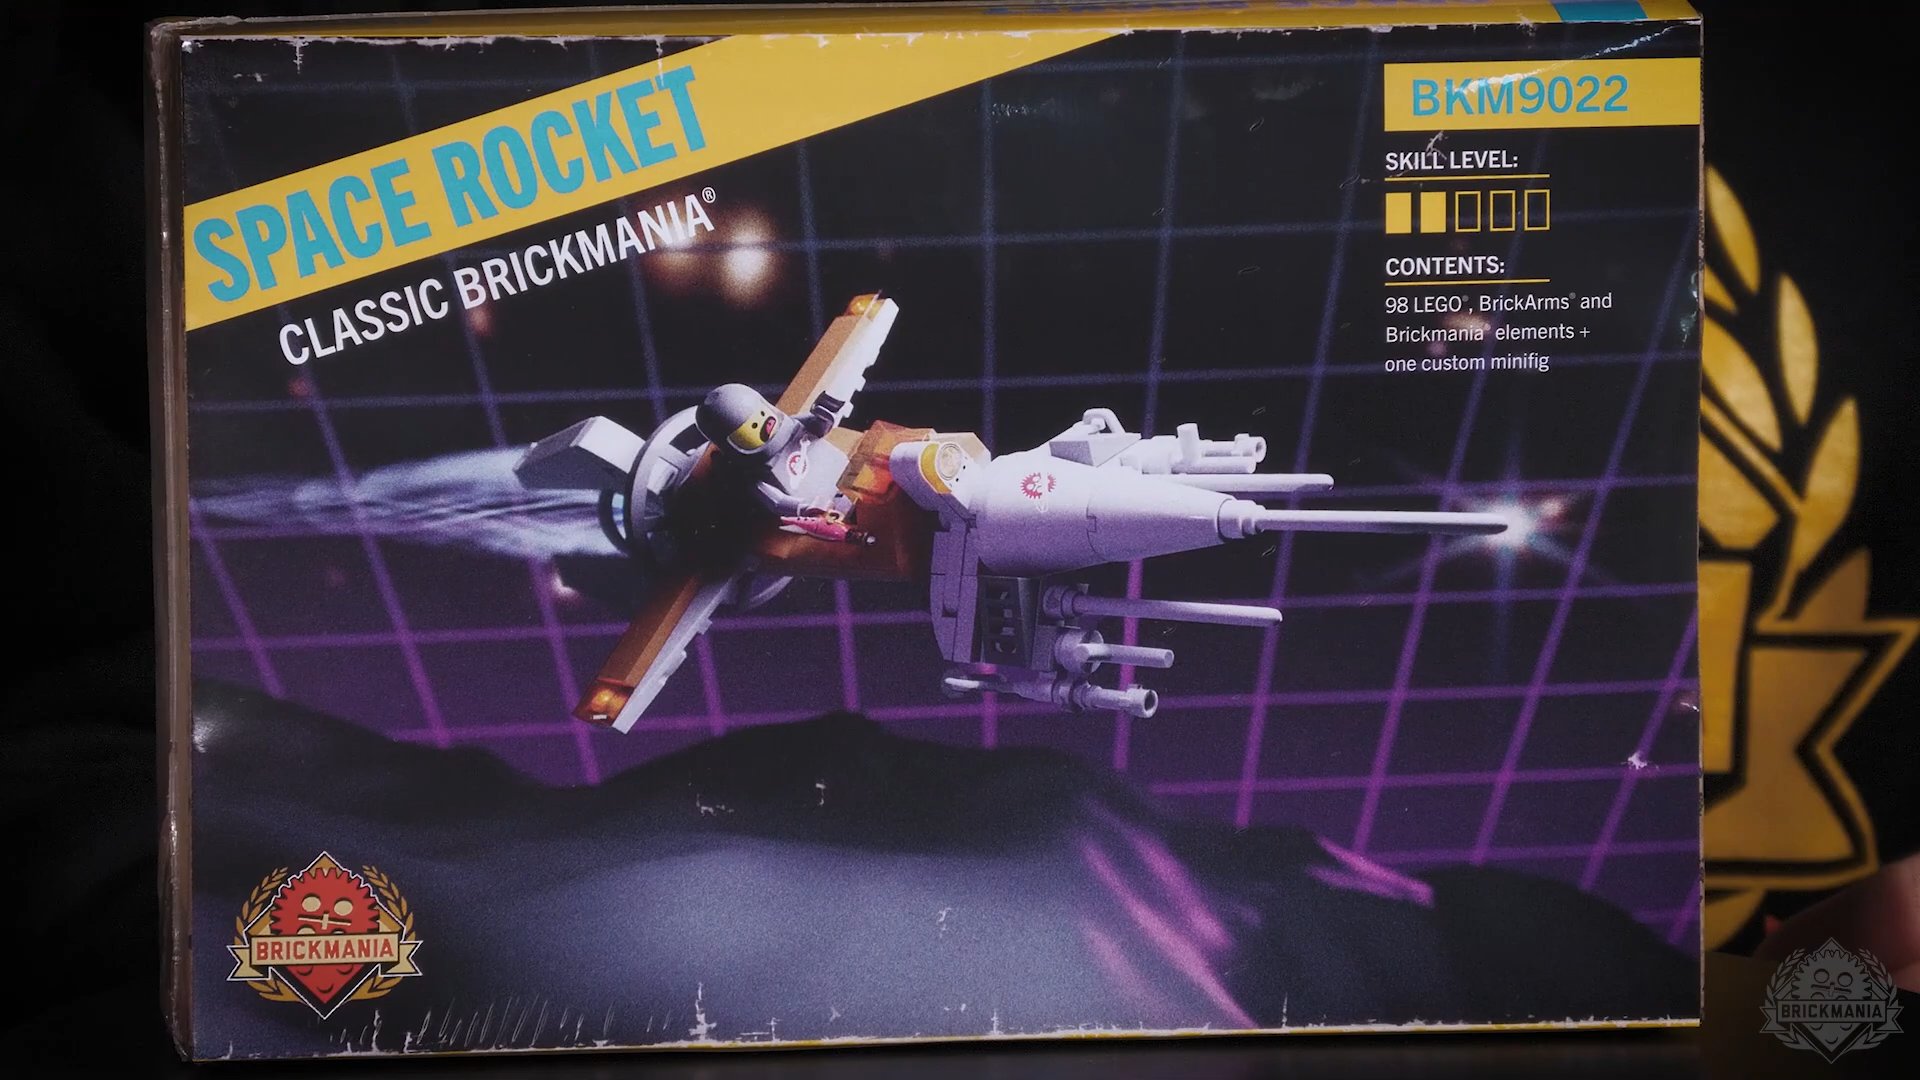 SPACE ROCKET
CLASSIC BRICKMANIA®
BKM9022
SKILL LEVEL:
CONTENTS:
98 LEGO®, BrickArms® and
Brickmania® elements +
one custom minifig
BRICKMANIA
BRICKMANIA